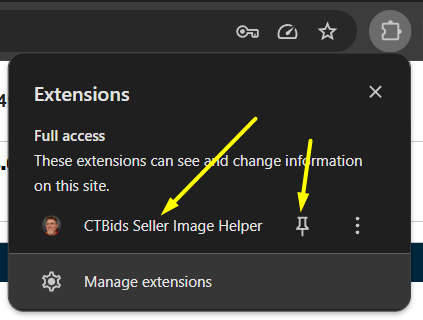 Extensions
Full access
These extensions can see and change information
on this site.
CTBids Seller Image Helper
Manage extensions